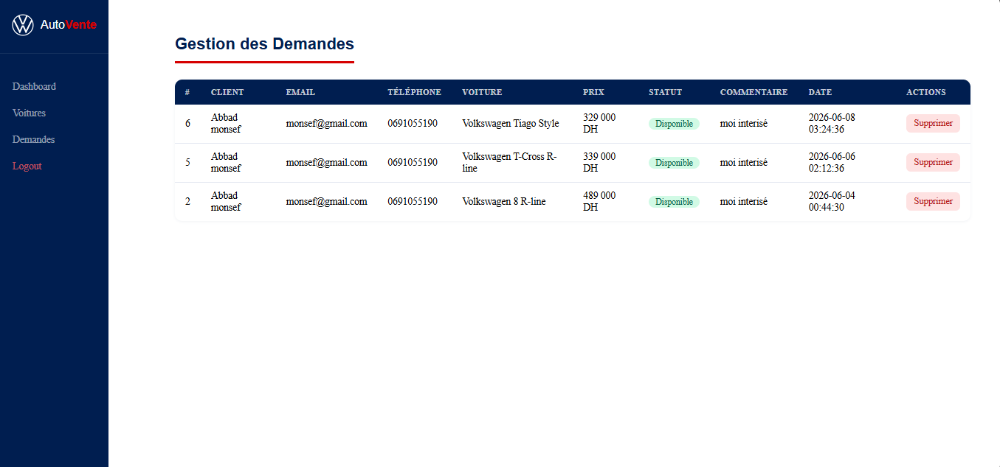 AutoVente
Dashboard
Voitures
Demandes
Logout
Gestion des Demandes
# CLIENT EMAIL TÉLÉPHONE VOITURE PRIX STATUT COMMENTAIRE DATE ACTIONS
6 Abbad monsef monsef@gmail.com 0691055190 Volkswagen Tiago Style 329 000 DH Disponible moi interisé 2026-06-08 03:24:36 Supprimer
5 Abbad monsef monsef@gmail.com 0691055190 Volkswagen T-Cross R-line 339 000 DH Disponible moi interisé 2026-06-06 02:12:36 Supprimer
2 Abbad monsef monsef@gmail.com 0691055190 Volkswagen 8 R-line 489 000 DH Disponible moi interisé 2026-06-04 00:44:30 Supprimer